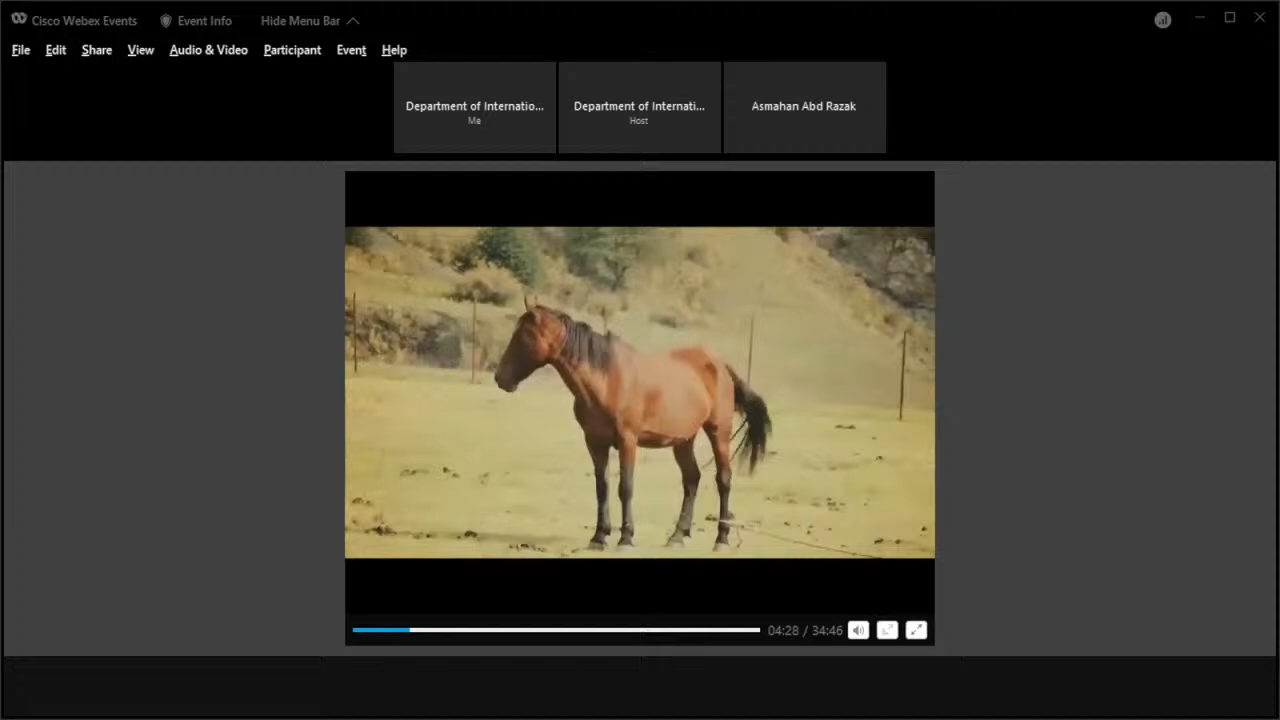 Cisco Webex Events Event Info Hide Menu Bar
File Edit Share View Audio & Video Participant Event Help
Department of Internatio...
Me
Department of Internati...
Host
Asmahan Abd Razak
04:28 / 34:46